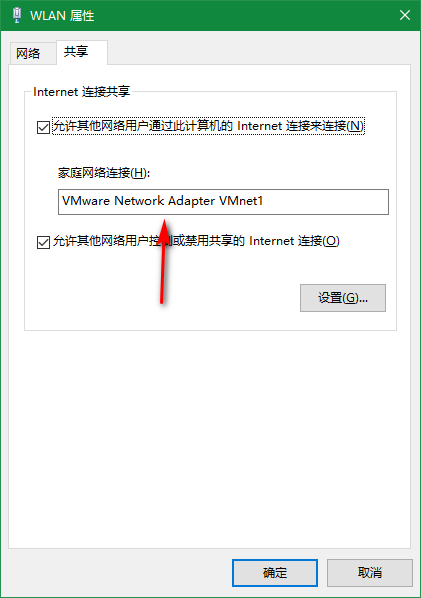 WLAN 属性
网络
共享
Internet 连接共享
允许其他网络用户通过此计算机的 Internet 连接来连接(N)
家庭网络连接(H):
VMware Network Adapter VMnet1
允许其他网络用户控制或禁用共享的 Internet 连接(O)
设置(G)...
确定
取消